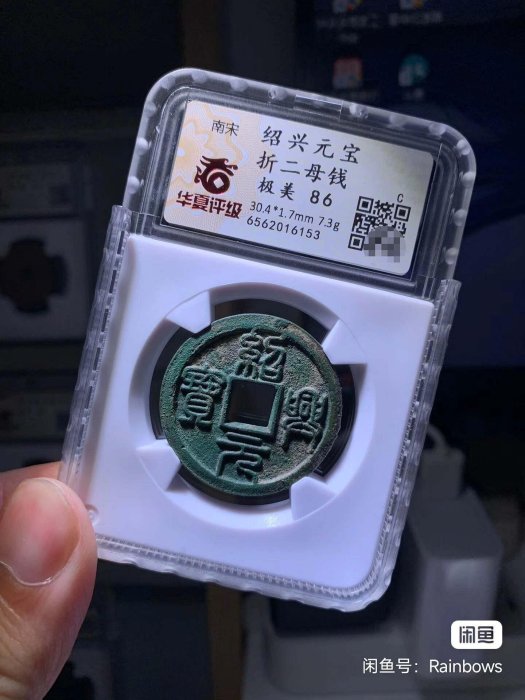 南宋
绍兴元宝
折二母钱
极美 86
华夏评级
30.4*1.7mm 7.3g
6562016153
C
紹
興
元
寶
闲鱼
闲鱼号：Rainbows